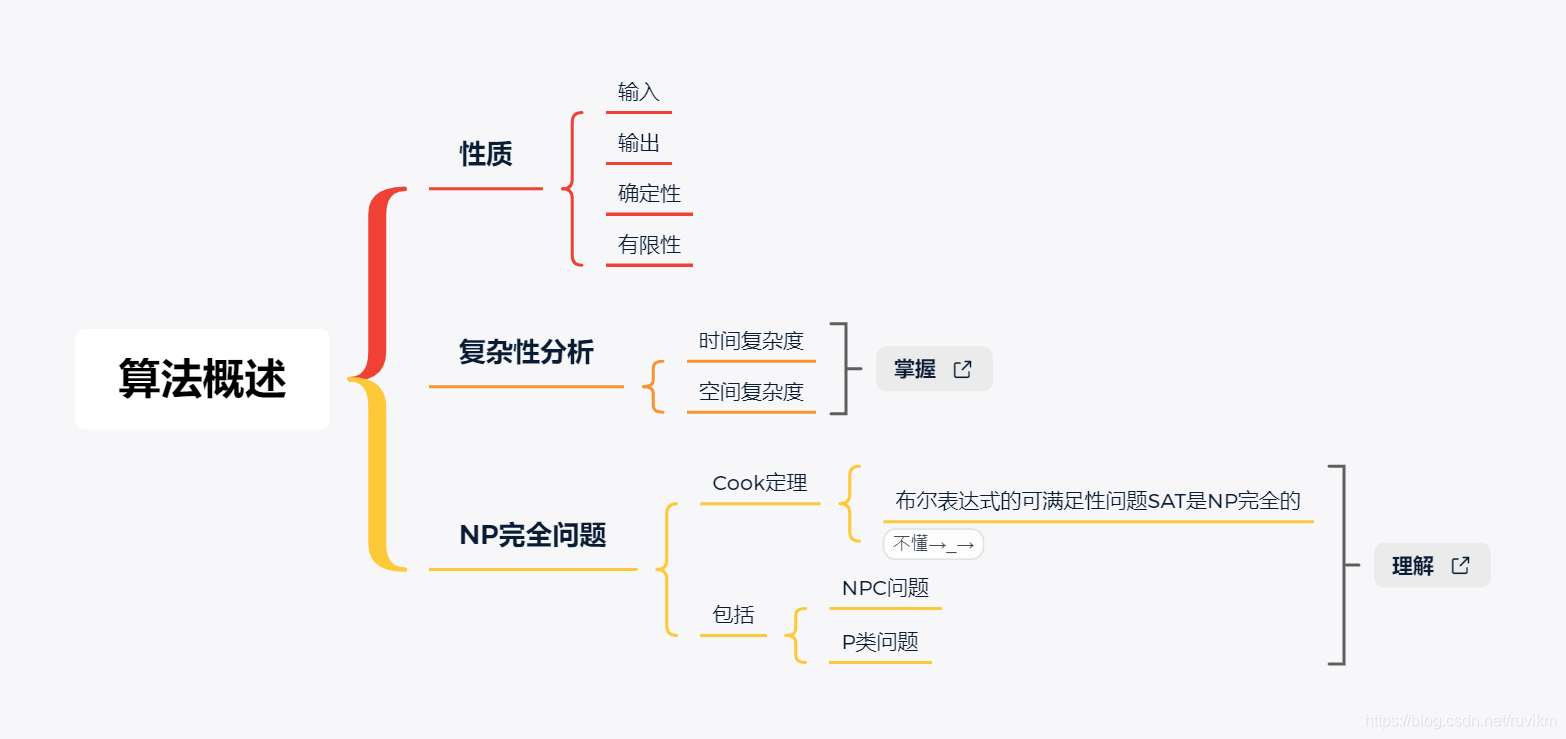 算法概述
性质
输入
输出
确定性
有限性
复杂性分析
时间复杂度
空间复杂度
掌握
NP完全问题
Cook定理
布尔表达式的可满足性问题SAT是NP完全的
不懂→_→
包括
NPC问题
P类问题
理解
https://blog.csdn.net/ruvikm